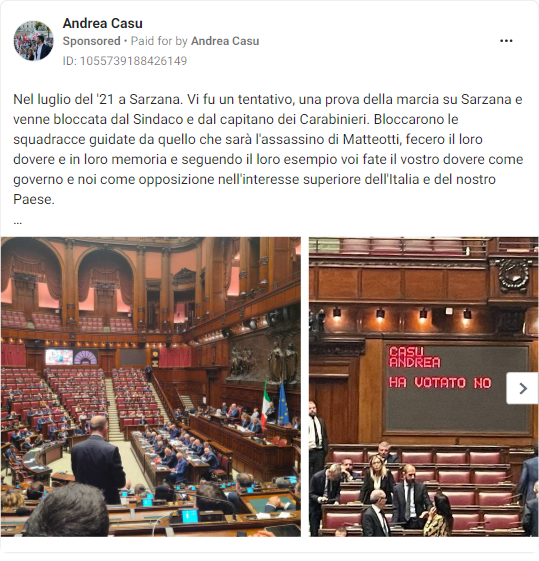 Andrea Casu
Sponsored • Paid for by Andrea Casu
ID: 1055739188426149
Nel luglio del '21 a Sarzana. Vi fu un tentativo, una prova della marcia su Sarzana e
venne bloccata dal Sindaco e dal capitano dei Carabinieri. Bloccarono le
squadracce guidate da quello che sarà l'assassino di Matteotti, fecero il loro
dovere e in loro memoria e seguendo il loro esempio voi fate il vostro dovere come
governo e noi come opposizione nell'interesse superiore dell'Italia e del nostro
Paese.
...
CASU
ANDREA
HA VOTATO NO